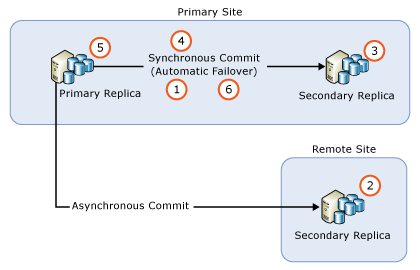 Primary Site
5
4
3
Synchronous Commit
(Automatic Failover)
Primary Replica
1
6
Secondary Replica
Remote Site
2
Asynchronous Commit
Secondary Replica